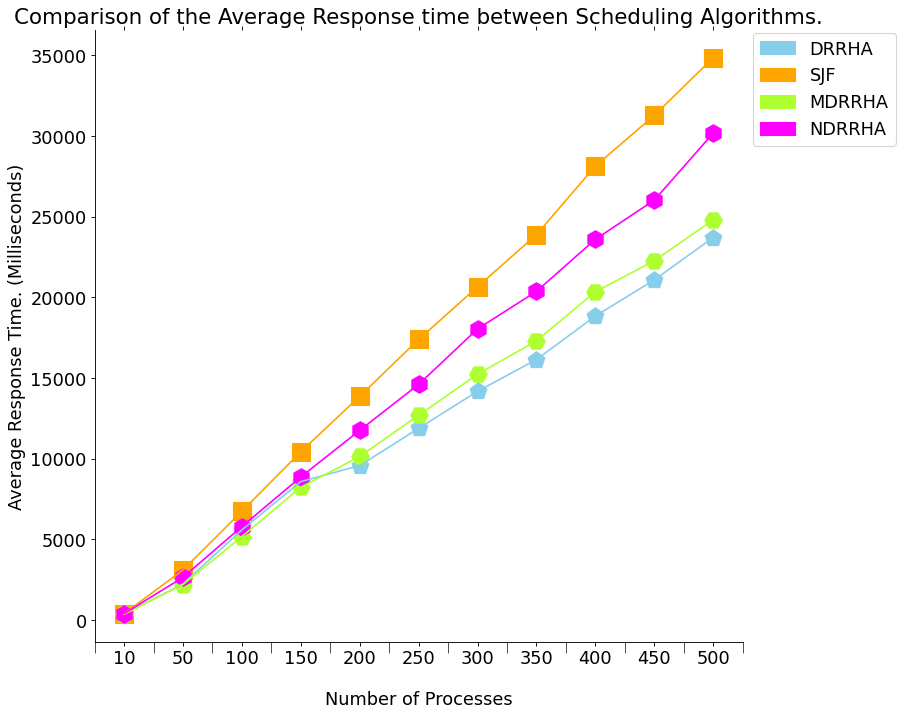 Comparison of the Average Response time between Scheduling Algorithms.
DRRHA
SJF
MDRRHA
NDRRHA
Average Response Time. (Milliseconds)
35000
30000
25000
20000
15000
10000
5000
0
10 50 100 150 200 250 300 350 400 450 500
Number of Processes